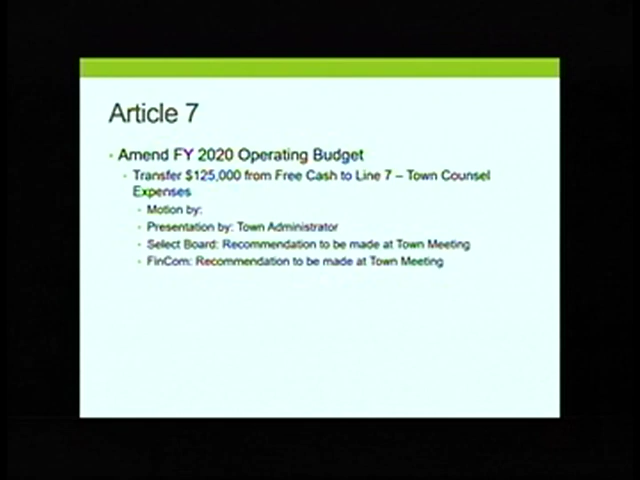 Article 7
Amend FY 2020 Operating Budget
Transfer $125,000 from Free Cash to Line 7 – Town Counsel
Expenses
Motion by:
Presentation by: Town Administrator
Select Board: Recommendation to be made at Town Meeting
FinCom: Recommendation to be made at Town Meeting